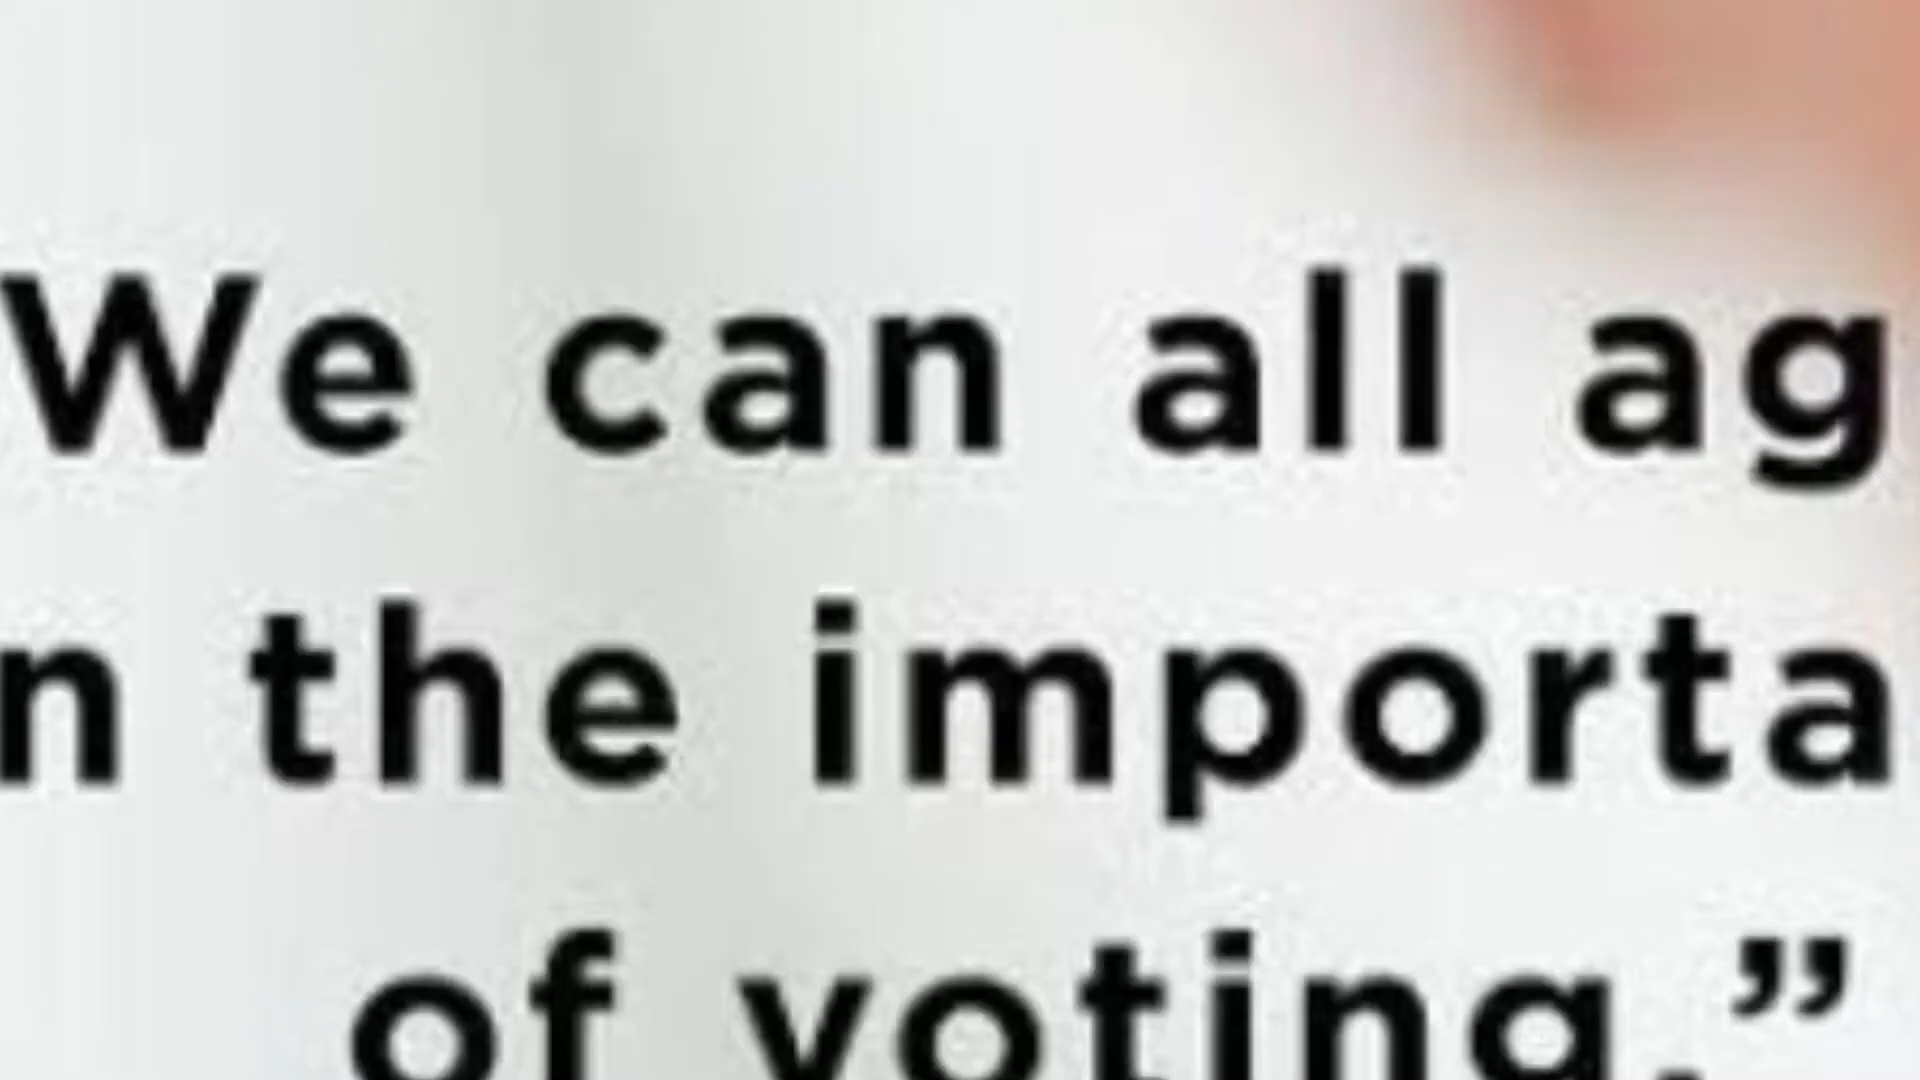 We can all ag
n the importa
of voting.”